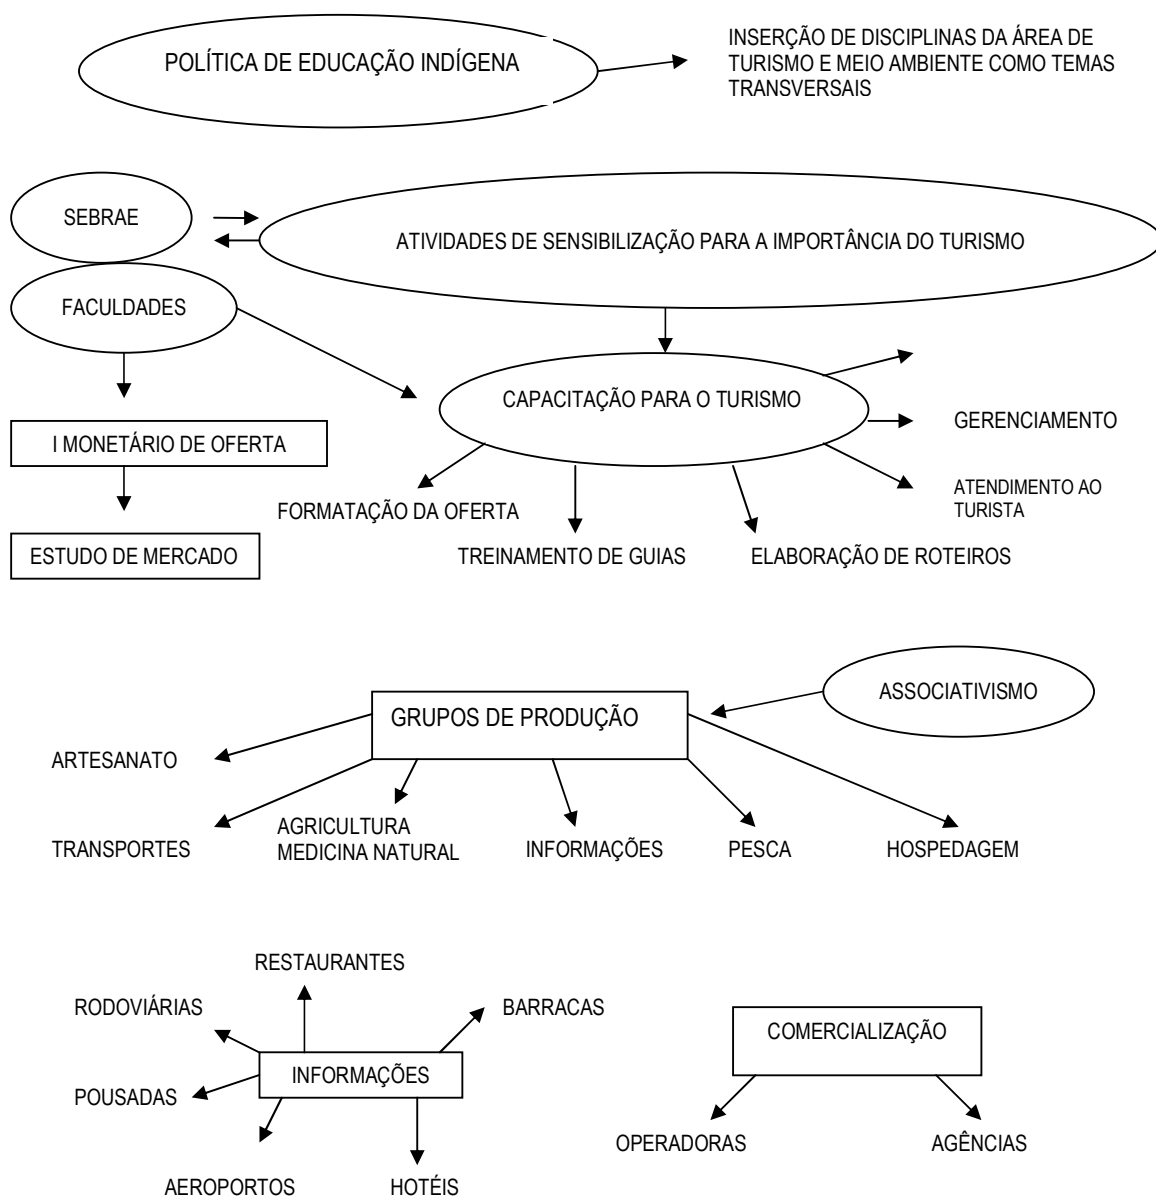 POLÍTICA DE EDUCAÇÃO INDÍGENA
INSERÇÃO DE DISCIPLINAS DA ÁREA DE
TURISMO E MEIO AMBIENTE COMO TEMAS
TRANSVERSAIS
SEBRAE
ATIVIDADES DE SENSIBILIZAÇÃO PARA A IMPORTÂNCIA DO TURISMO
FACULDADES
CAPACITAÇÃO PARA O TURISMO
I MONETÁRIO DE OFERTA
GERENCIAMENTO
ATENDIMENTO AO
TURISTA
FORMATAÇÃO DA OFERTA
ESTUDO DE MERCADO
TREINAMENTO DE GUIAS
ELABORAÇÃO DE ROTEIROS
ASSOCIATIVISMO
GRUPOS DE PRODUÇÃO
ARTESANATO
TRANSPORTES
AGRICULTURA
MEDICINA NATURAL
INFORMAÇÕES
PESCA
HOSPEDAGEM
RESTAURANTES
RODOVIÁRIAS
BARRACAS
INFORMAÇÕES
POUSADAS
AEROPORTOS
HOTÉIS
COMERCIALIZAÇÃO
OPERADORAS
AGÊNCIAS